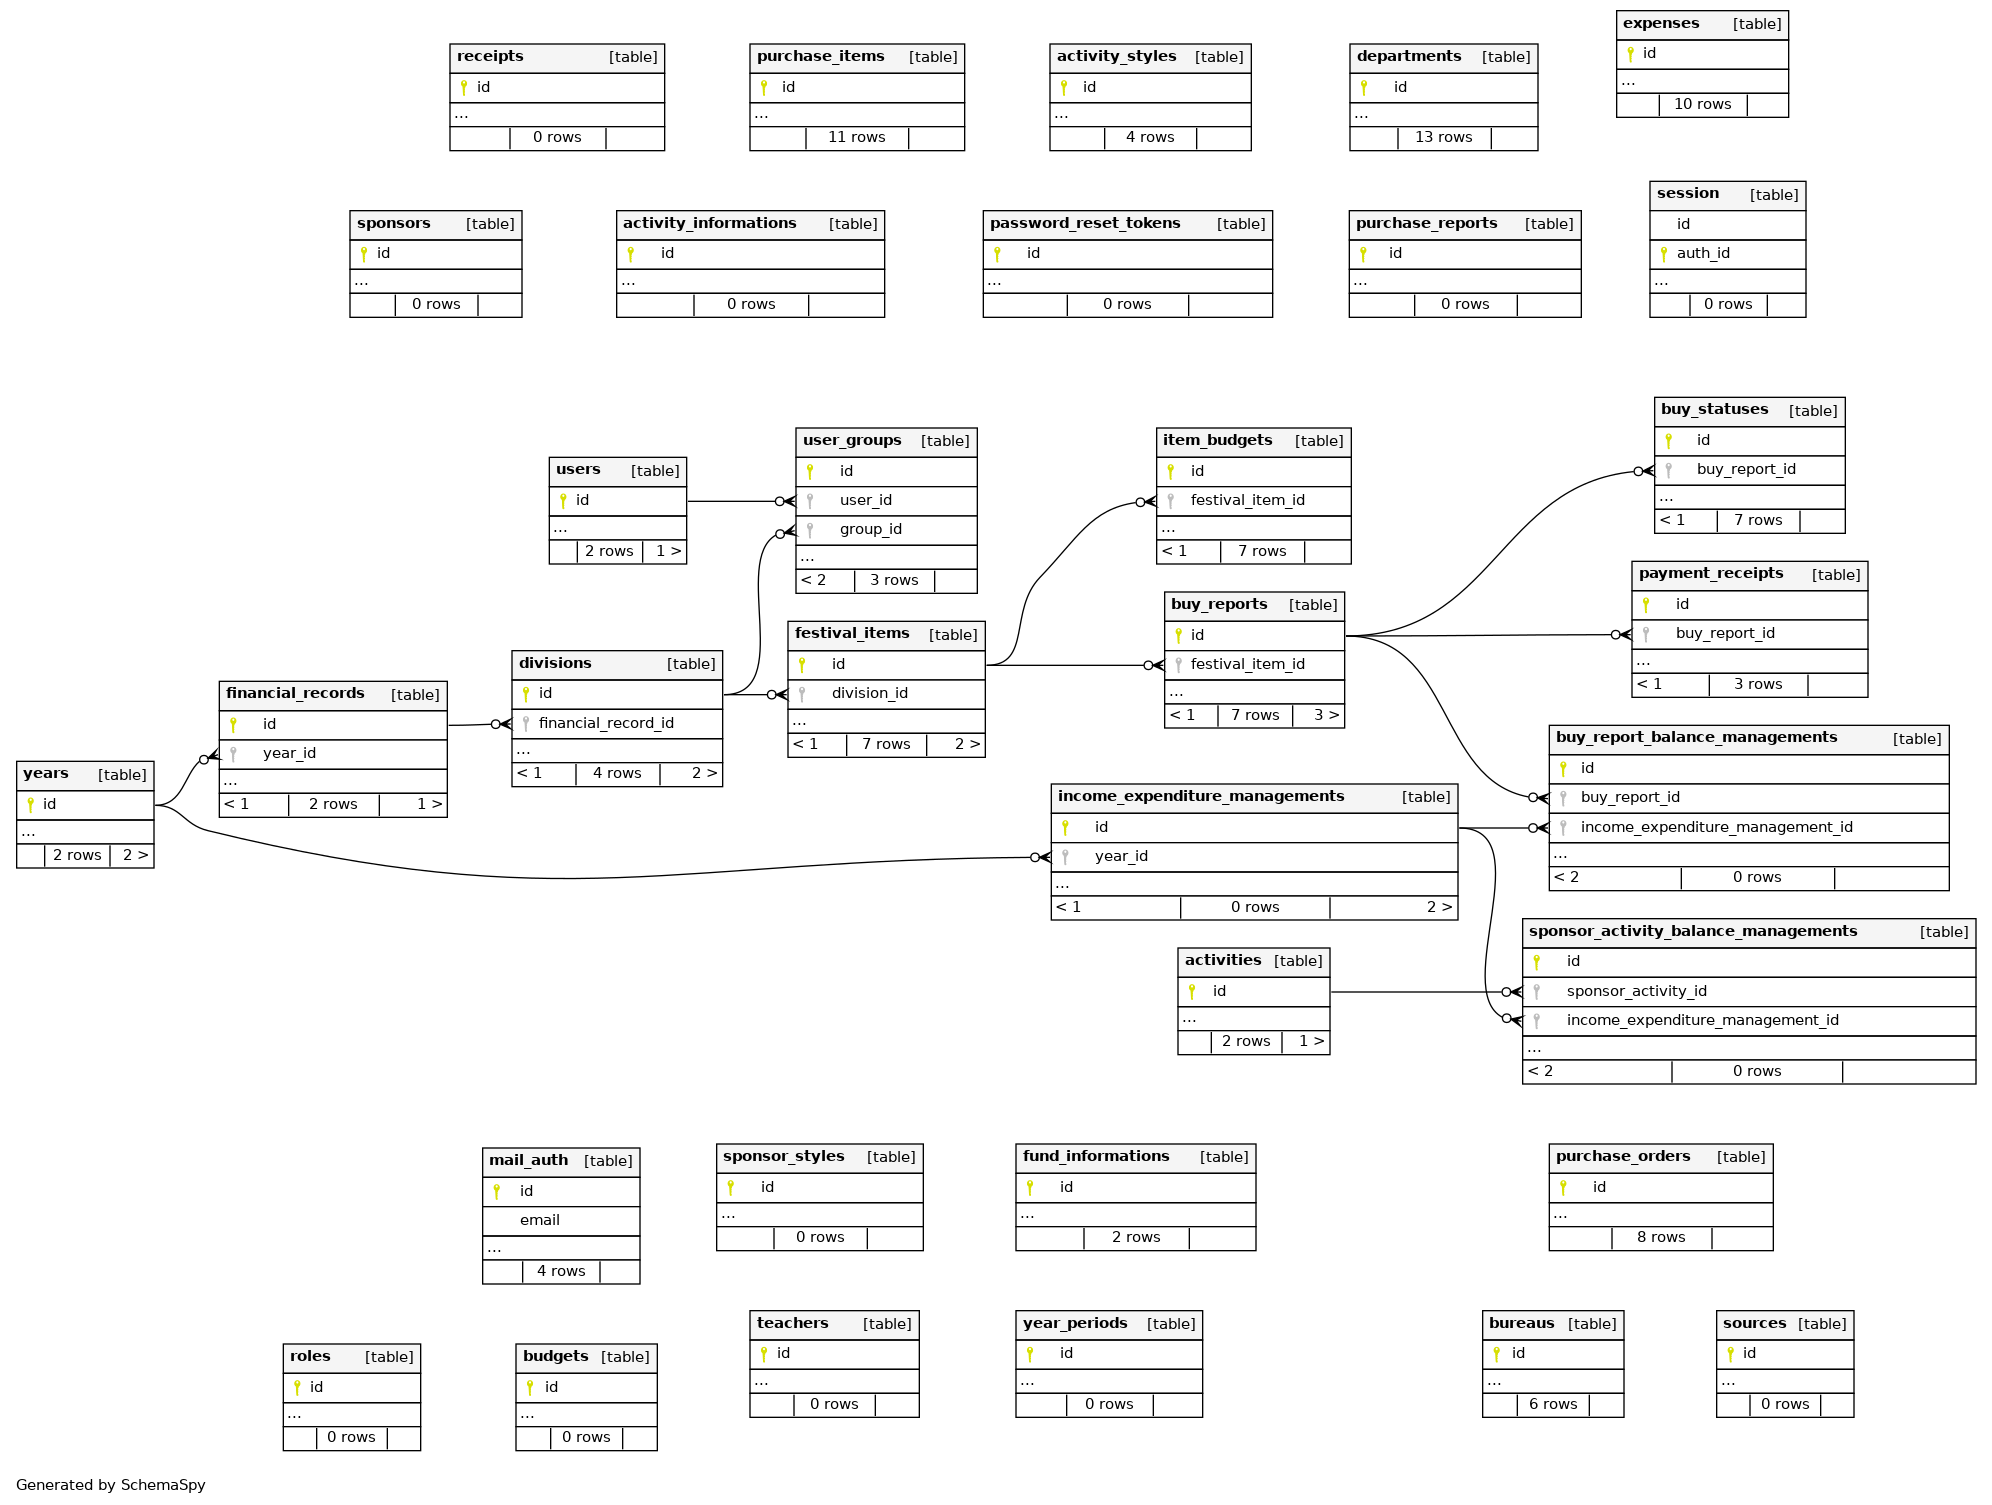 expenses [table]
id
...
10 rows
receipts [table]
id
...
0 rows
purchase_items [table]
id
...
11 rows
activity_styles [table]
id
...
4 rows
departments [table]
id
...
13 rows
session [table]
id
auth_id
...
0 rows
sponsors [table]
id
...
0 rows
activity_informations [table]
id
...
0 rows
password_reset_tokens [table]
id
...
0 rows
purchase_reports [table]
id
...
0 rows
buy_statuses [table]
id
buy_report_id
...
< 1 7 rows
user_groups [table]
id
user_id
group_id
...
< 2 3 rows
item_budgets [table]
id
festival_item_id
...
< 1 7 rows
users [table]
id
...
2 rows 1 >
payment_receipts [table]
id
buy_report_id
...
< 1 3 rows
buy_reports [table]
id
festival_item_id
...
< 1 7 rows 3 >
festival_items [table]
id
division_id
...
< 1 7 rows 2 >
divisions [table]
id
financial_record_id
...
< 1 4 rows 2 >
financial_records [table]
id
year_id
...
< 1 2 rows 1 >
years [table]
id
...
2 rows 2 >
buy_report_balance_managements [table]
id
buy_report_id
income_expenditure_management_id
...
< 2 0 rows
income_expenditure_managements [table]
id
year_id
...
< 1 0 rows 2 >
sponsor_activity_balance_managements [table]
id
sponsor_activity_id
income_expenditure_management_id
...
< 2 0 rows
activities [table]
id
...
2 rows 1 >
mail_auth [table]
id
email
...
4 rows
sponsor_styles [table]
id
...
0 rows
fund_informations [table]
id
...
2 rows
purchase_orders [table]
id
...
8 rows
teachers [table]
id
...
0 rows
year_periods [table]
id
...
0 rows
bureaus [table]
id
...
6 rows
sources [table]
id
...
0 rows
roles [table]
id
...
0 rows
budgets [table]
id
...
0 rows
Generated by SchemaSpy